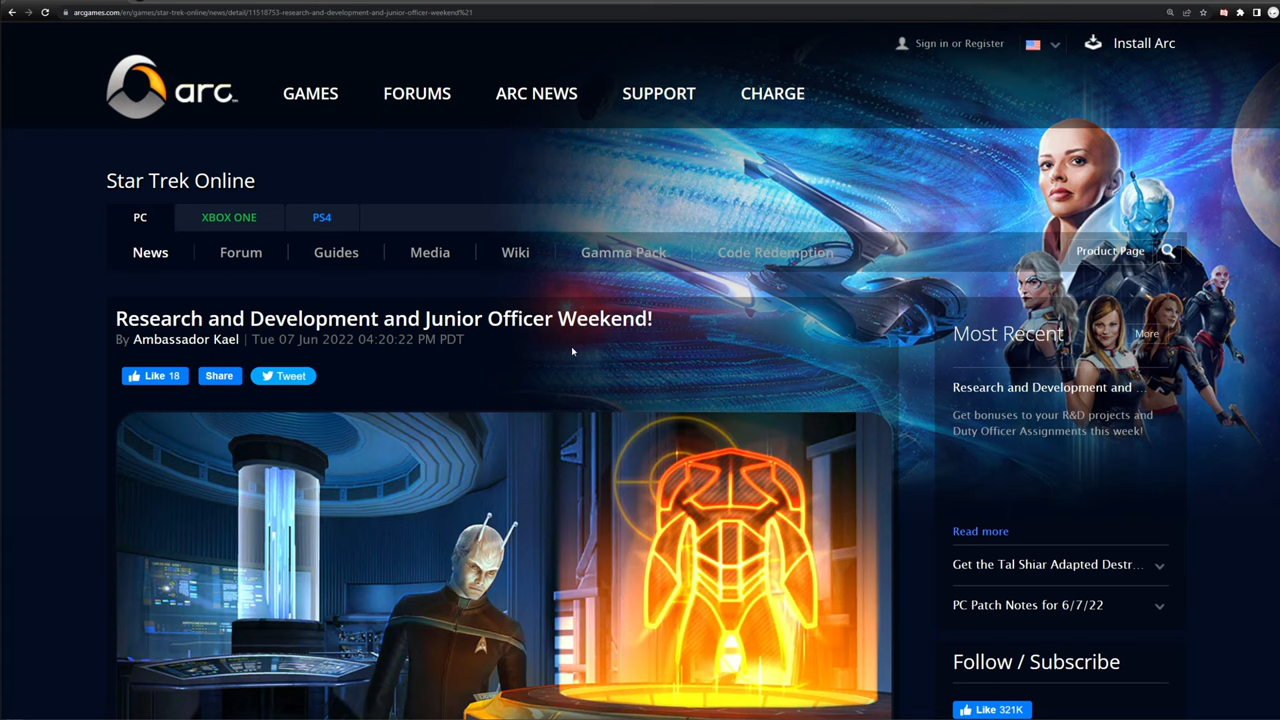 arcgames.com/en/games/star-trek-online/news/detail/11518753-research-and-development-and-junior-officer-weekend%21
Sign in or Register
Install Arc
arc
GAMES FORUMS ARC NEWS SUPPORT CHARGE
Star Trek Online
PC XBOX ONE PS4
News Forum Guides Media Wiki Gamma Pack Code Redemption Product Page
Research and Development and Junior Officer Weekend!
By Ambassador Kael | Tue 07 Jun 2022 04:20:22 PM PDT
Like 18 Share Tweet
Most Recent More
Research and Development and ...
Get bonuses to your R&D projects and
Duty Officer Assignments this week!
Read more
Get the Tal Shiar Adapted Destr...
PC Patch Notes for 6/7/22
Follow / Subscribe
Like 321K